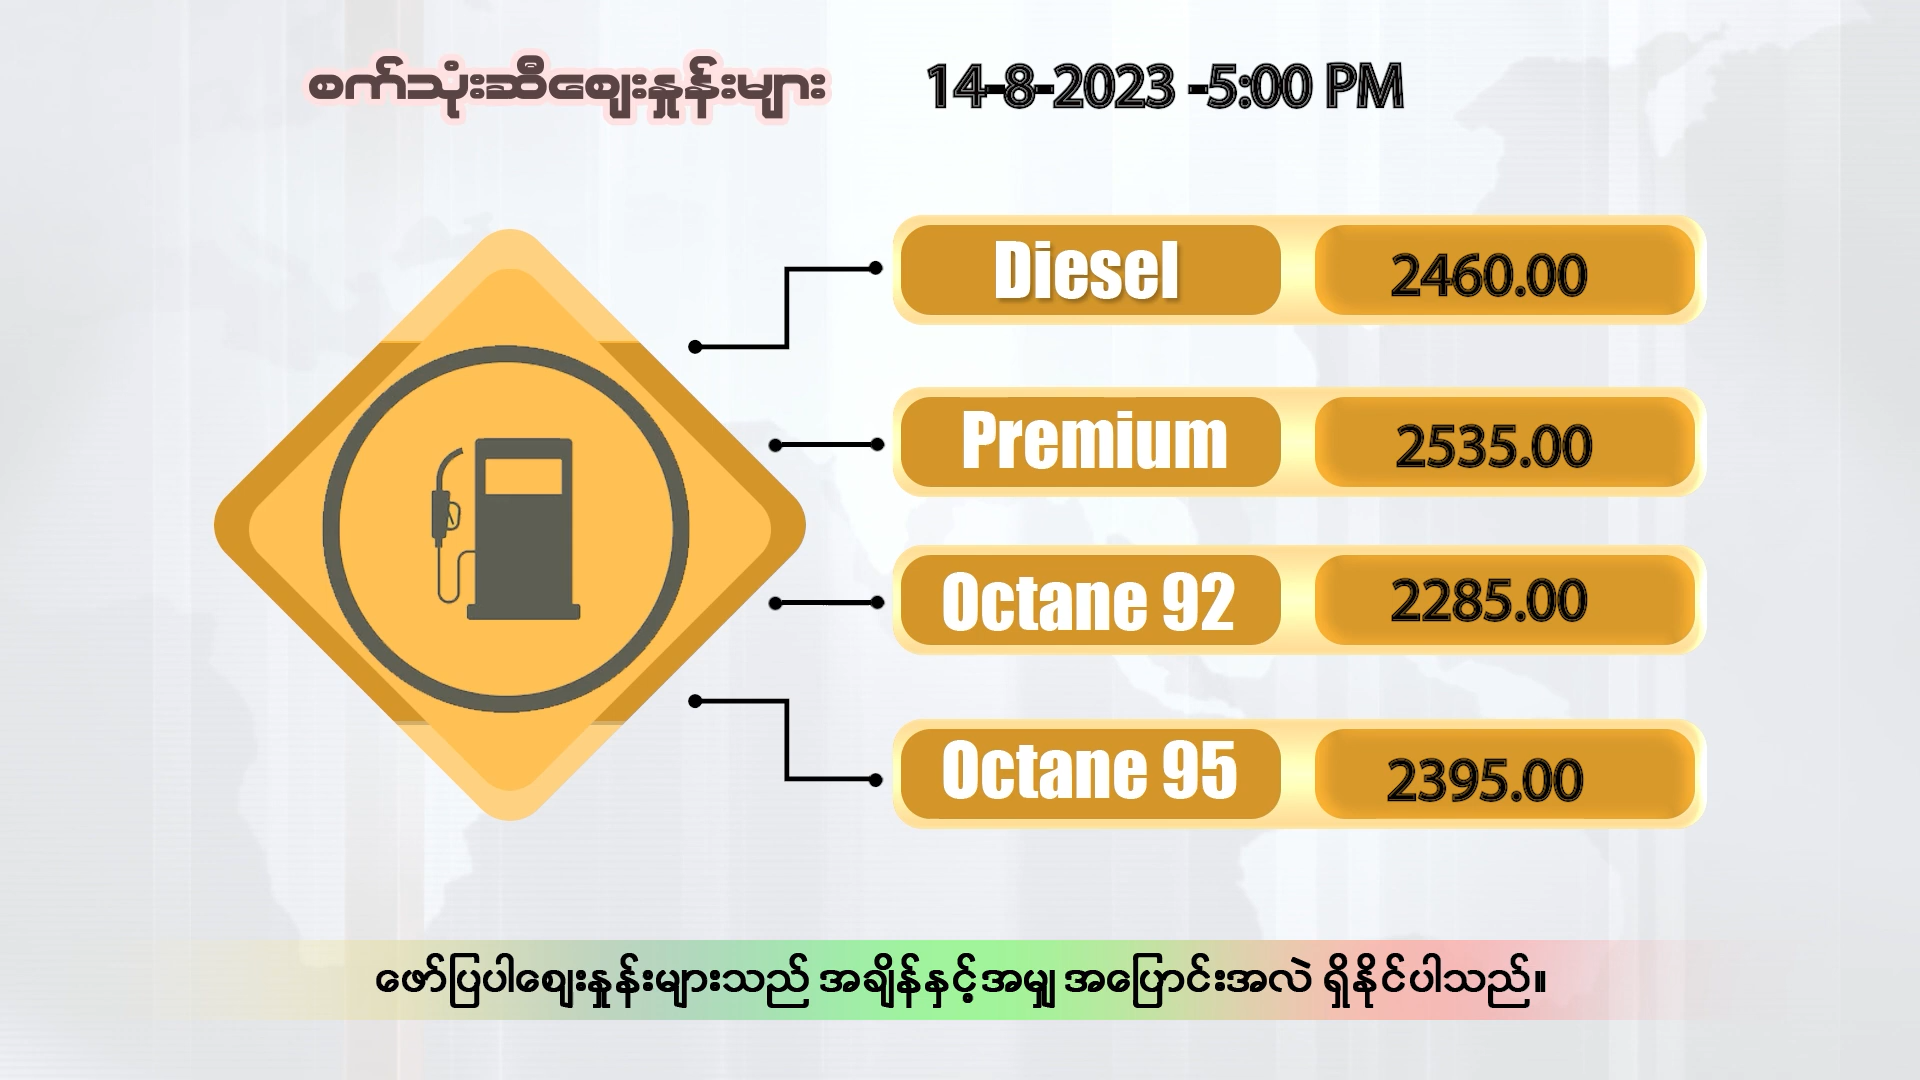 စက်သုံးဆီဈေးနှုန်းများ 14-8-2023 -5:00 PM
Diesel 2460.00
Premium 2535.00
Octane 92 2285.00
Octane 95 2395.00
ဖော်ပြပါဈေးနှုန်းများသည် အချိန်နှင့်အမျှ အပြောင်းအလဲ ရှိနိုင်ပါသည်။